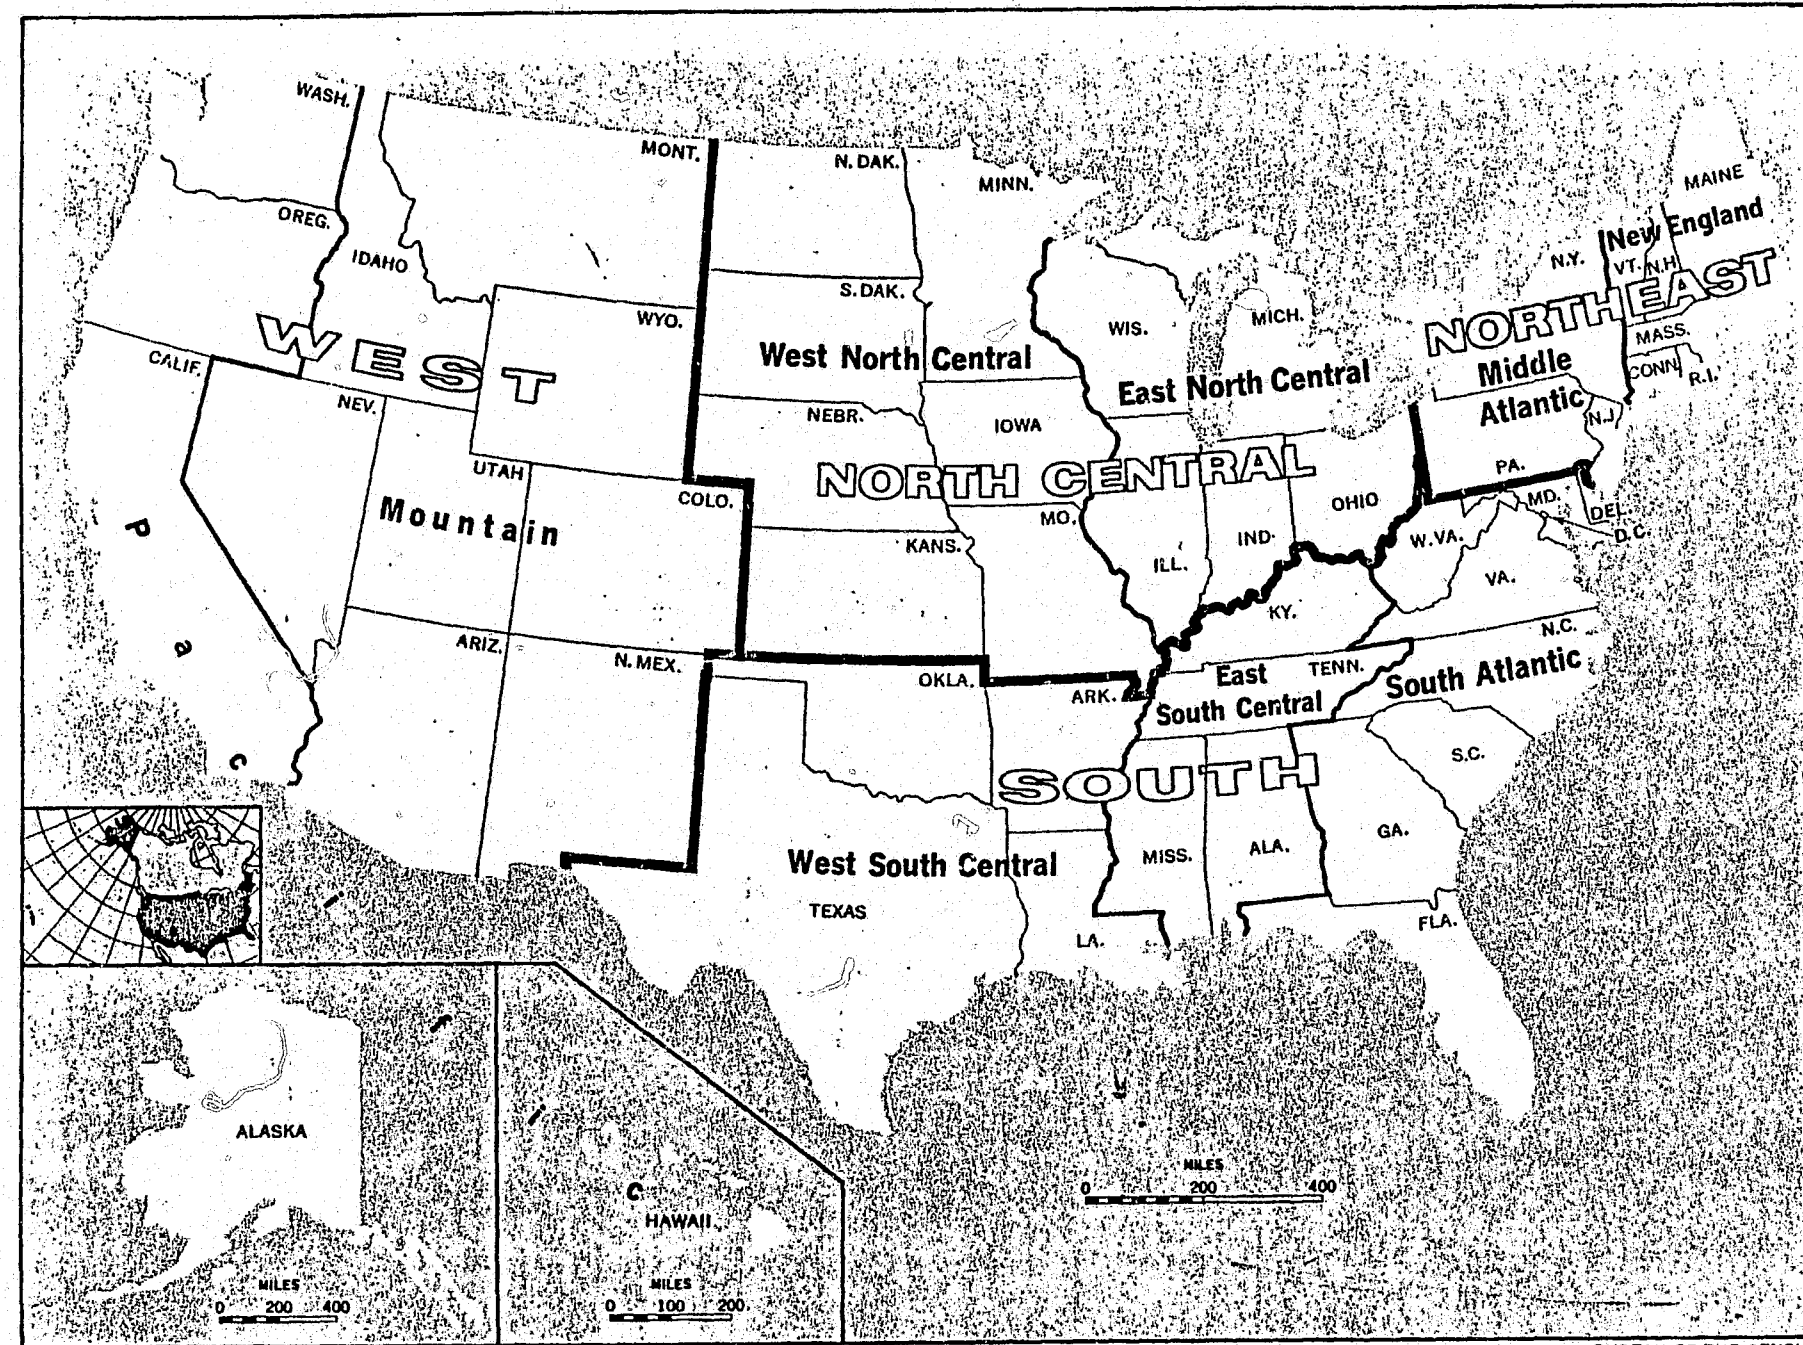 WASH.
MONT.
N. DAK.
MINN.
MAINE
OREG.
IDAHO
New England
N.Y.
VT.
N.H.
S. DAK.
WYO.
WIS.
MICH.
NORTHEAST
MASS.
CALIF.
WEST
West North Central
East North Central
Middle
Atlantic
CONN.
R.I.
NEV.
NEBR.
IOWA
N.J.
UTAH
NORTH CENTRAL
PA.
COLO.
Mountain
MO.
OHIO
MD.
DEL.
D.C.
KANS.
ILL.
IND.
W.VA.
VA.
KY.
ARIZ.
N. MEX.
OKLA.
ARK.
East
South Central
TENN.
N.C.
South Atlantic
Pacific
SOUTH
S.C.
West South Central
MISS.
ALA.
GA.
TEXAS
LA.
FLA.
ALASKA
MILES
0 200 400
HAWAII
MILES
0 100 200
MILES
0 200 400